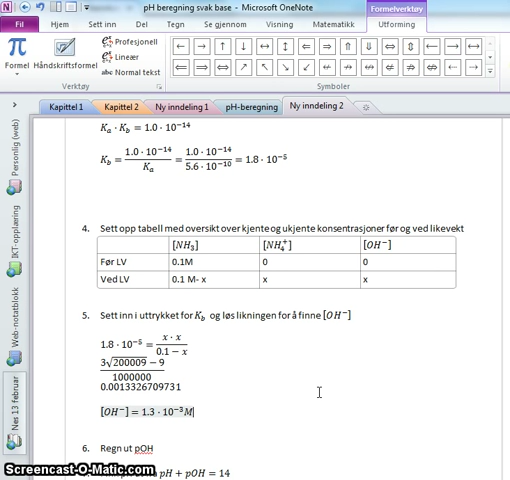 pH beregning svak base - Microsoft OneNote
Formelverktøy
Fil Hjem Sett inn Del Tegn Se gjennom Visning Matematikk Utforming
π
Formel Håndskriftsformel
Profesjonell
Lineær
abc Normal tekst
Verktøy Symboler
Kapittel 1 Kapittel 2 Ny inndeling 1 pH-beregning Ny inndeling 2
Personlig (web)
IKT-opplæring
Web-notatblokk
Nes 13 februar
K_a · K_b = 1.0 · 10^{-14}
K_b = \frac{1.0 · 10^{-14}}{K_a} = \frac{1.0 · 10^{-14}}{5.6 · 10^{-10}} = 1.8 · 10^{-5}
4. Sett opp tabell med oversikt over kjente og ukjente konsentrasjoner før og ved likevekt
[NH_3] [NH_4^+] [OH^-]
Før LV 0.1M 0 0
Ved LV 0.1 M- x x x
5. Sett inn i uttrykket for K_b og løs likningen for å finne [OH^-]
1.8 · 10^{-5} = \frac{x · x}{0.1 − x}
\frac{3\sqrt{200009} − 9}{1000000}
0.0013326709731
[OH^-] = 1.3 · 10^{-3}M
6. Regn ut pOH
pH + pOH = 14
Screencast-O-Matic.com